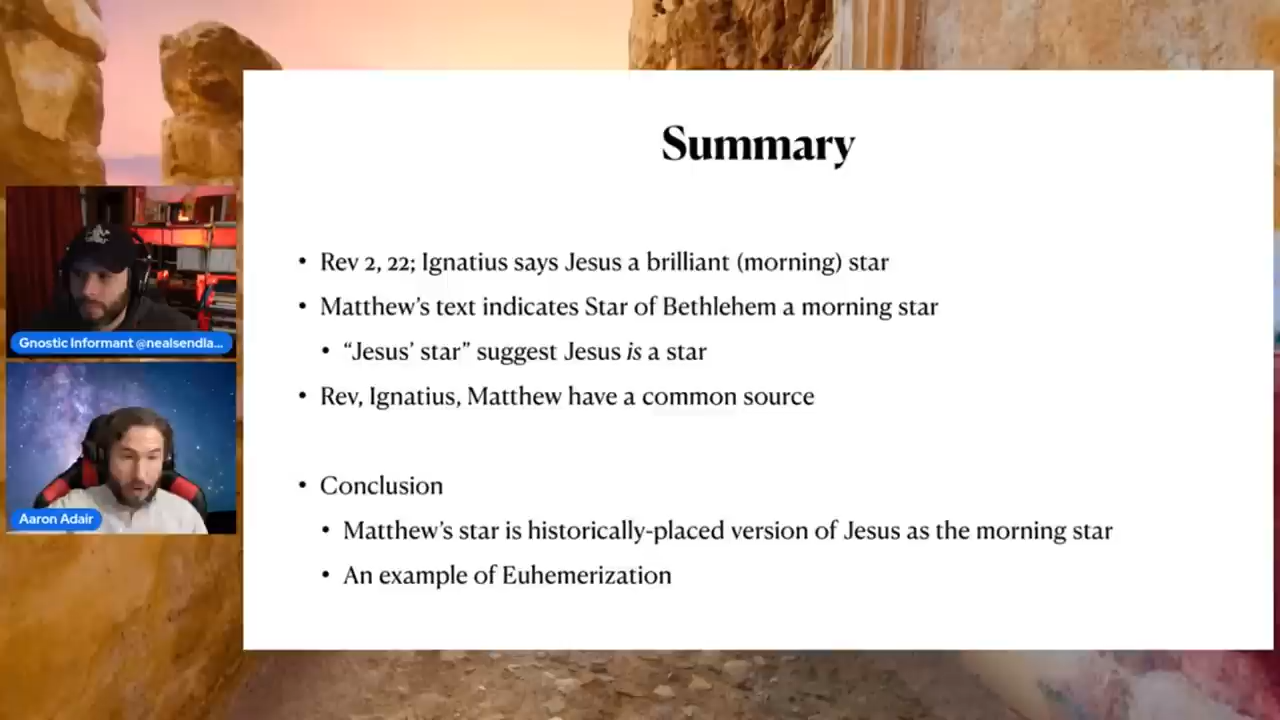 Summary
• Rev 2, 22; Ignatius says Jesus a brilliant (morning) star
• Matthew’s text indicates Star of Bethlehem a morning star
• “Jesus’ star” suggest Jesus is a star
• Rev, Ignatius, Matthew have a common source
• Conclusion
• Matthew’s star is historically-placed version of Jesus as the morning star
• An example of Euhemerization
Gnostic Informant @nealsendla...
Aaron Adair